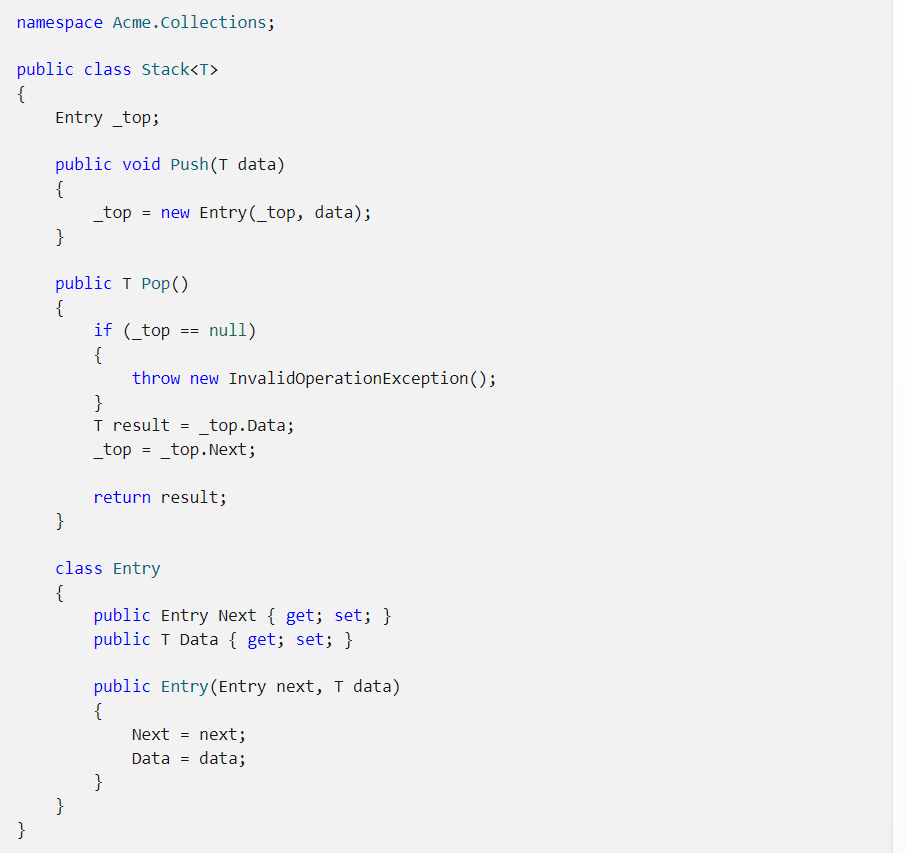 namespace Acme.Collections;
public class Stack<T>
{
    Entry _top;
    public void Push(T data)
    {
        _top = new Entry(_top, data);
    }
    public T Pop()
    {
        if (_top == null)
        {
            throw new InvalidOperationException();
        }
        T result = _top.Data;
        _top = _top.Next;
        return result;
    }
    class Entry
    {
        public Entry Next { get; set; }
        public T Data { get; set; }
        public Entry(Entry next, T data)
        {
            Next = next;
            Data = data;
        }
    }
}